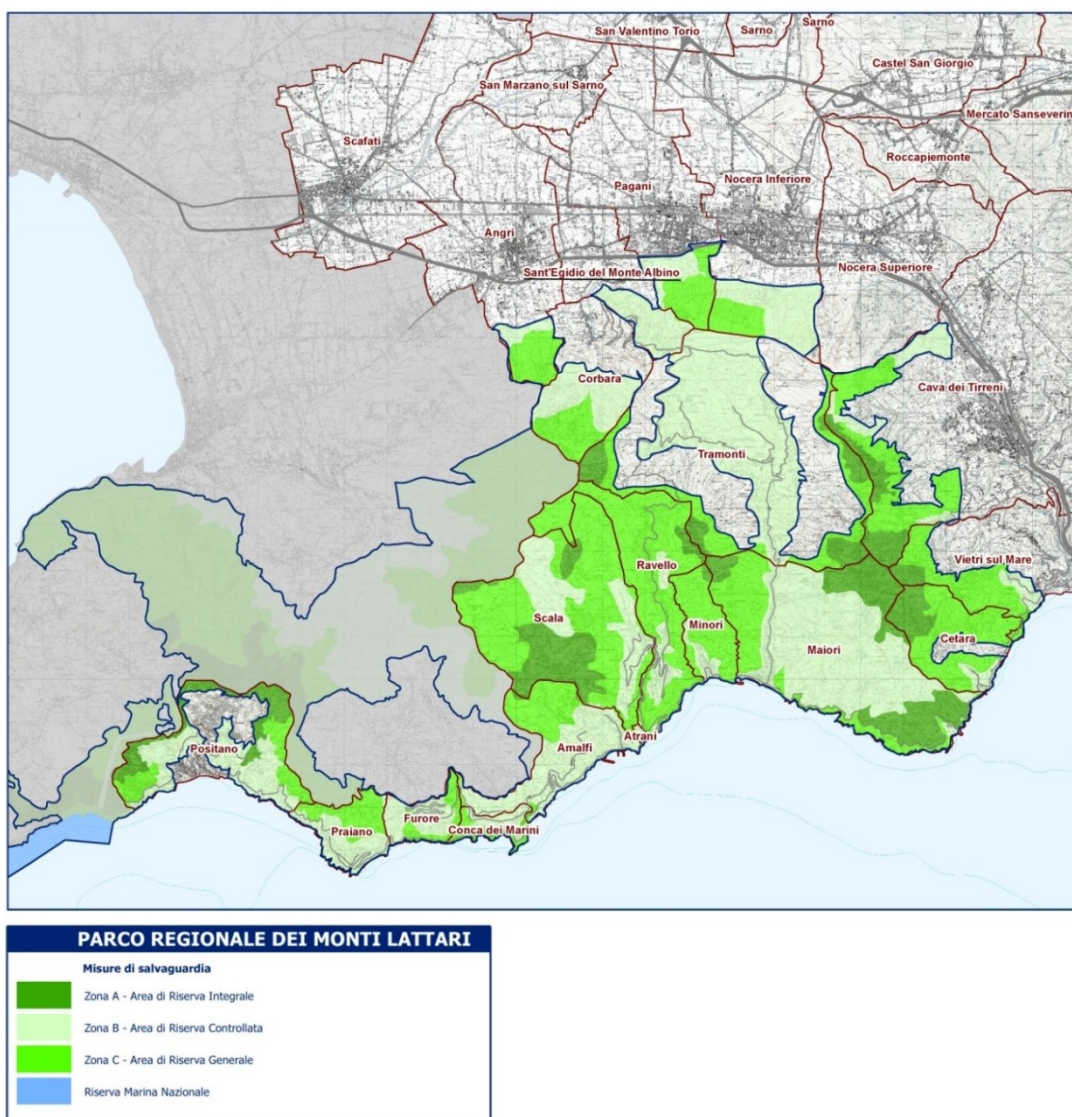 San Valentino Torio
Sarno
Sarno
Castel San Giorgio
San Marzano sul Sarno
Mercato Sanseverin
Scafati
Roccapiemonte
Pagani
Nocera Inferiore
Angri
Sant'Egidio del Monte Albino
Nocera Superiore
Corbara
Cava dei Tirreni
Tramonti
Vietri sul Mare
Ravello
Scala
Minori
Cetara
Maiori
Positano
Amalfi
Atrani
Praiano
Furore
Conca dei Marini
PARCO REGIONALE DEI MONTI LATTARI
Misure di salvaguardia
Zona A - Area di Riserva Integrale
Zona B - Area di Riserva Controllata
Zona C - Area di Riserva Generale
Riserva Marina Nazionale